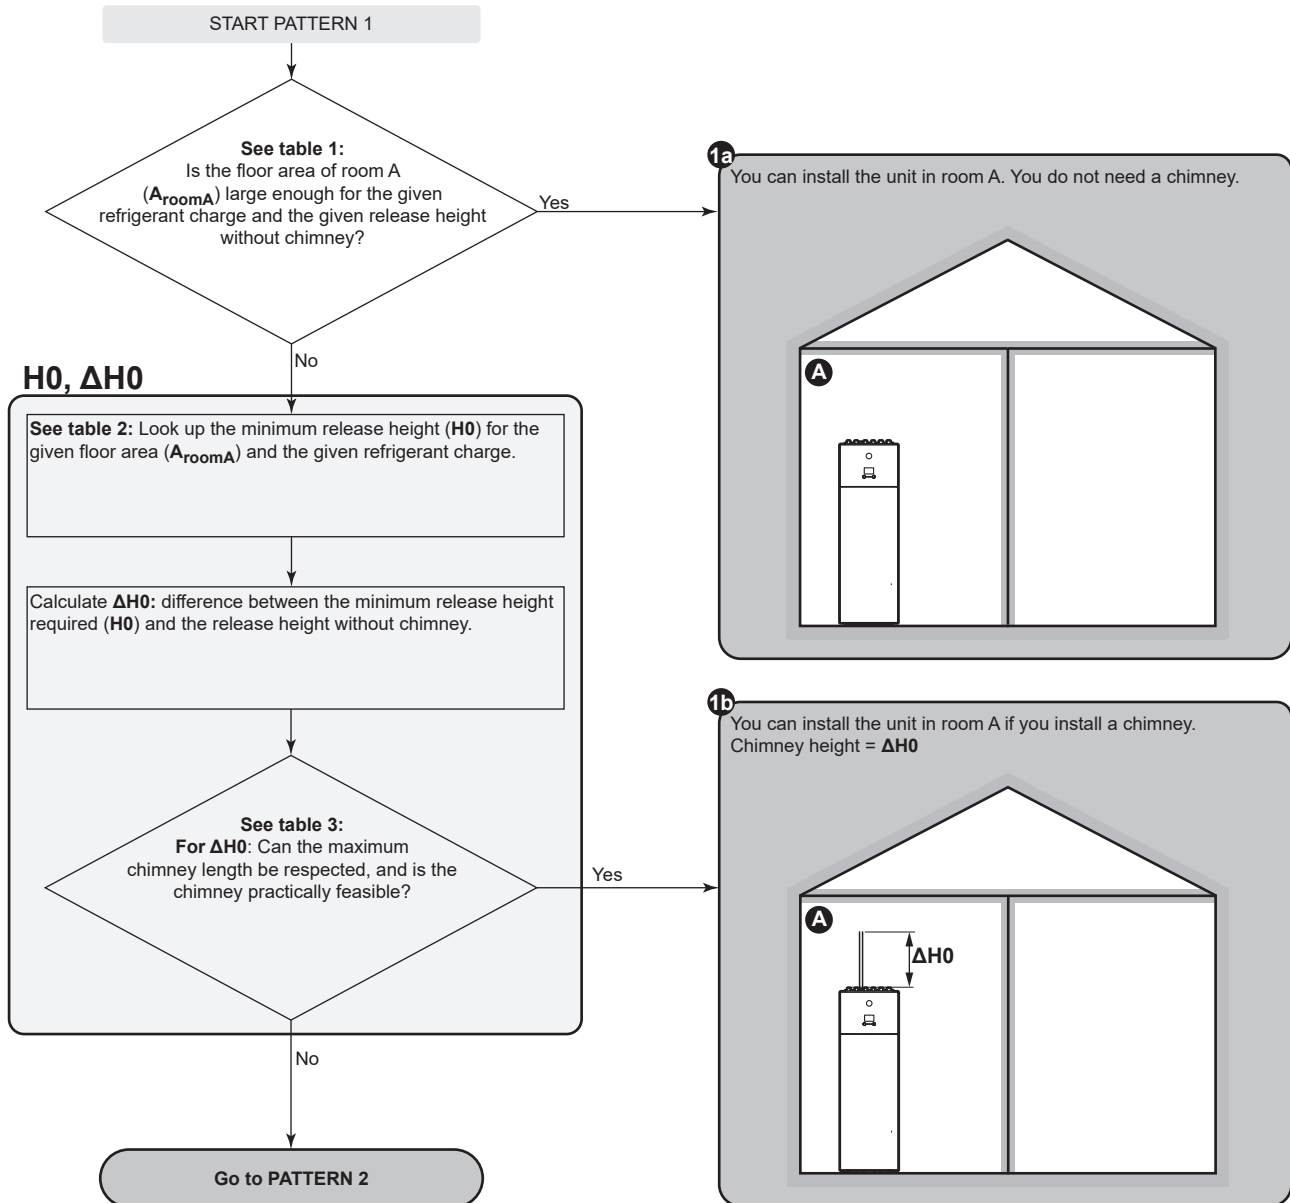 START PATTERN 1
See table 1:
Is the floor area of room A
(AroomA) large enough for the given
refrigerant charge and the given release height
without chimney?
Yes
No
1a
You can install the unit in room A. You do not need a chimney.
A
H0, ΔH0
See table 2: Look up the minimum release height (H0) for the
given floor area (AroomA) and the given refrigerant charge.
Calculate ΔH0: difference between the minimum release height
required (H0) and the release height without chimney.
See table 3:
For ΔH0: Can the maximum
chimney length be respected, and is the
chimney practically feasible?
Yes
No
1b
You can install the unit in room A if you install a chimney.
Chimney height = ΔH0
A
ΔH0
Go to PATTERN 2